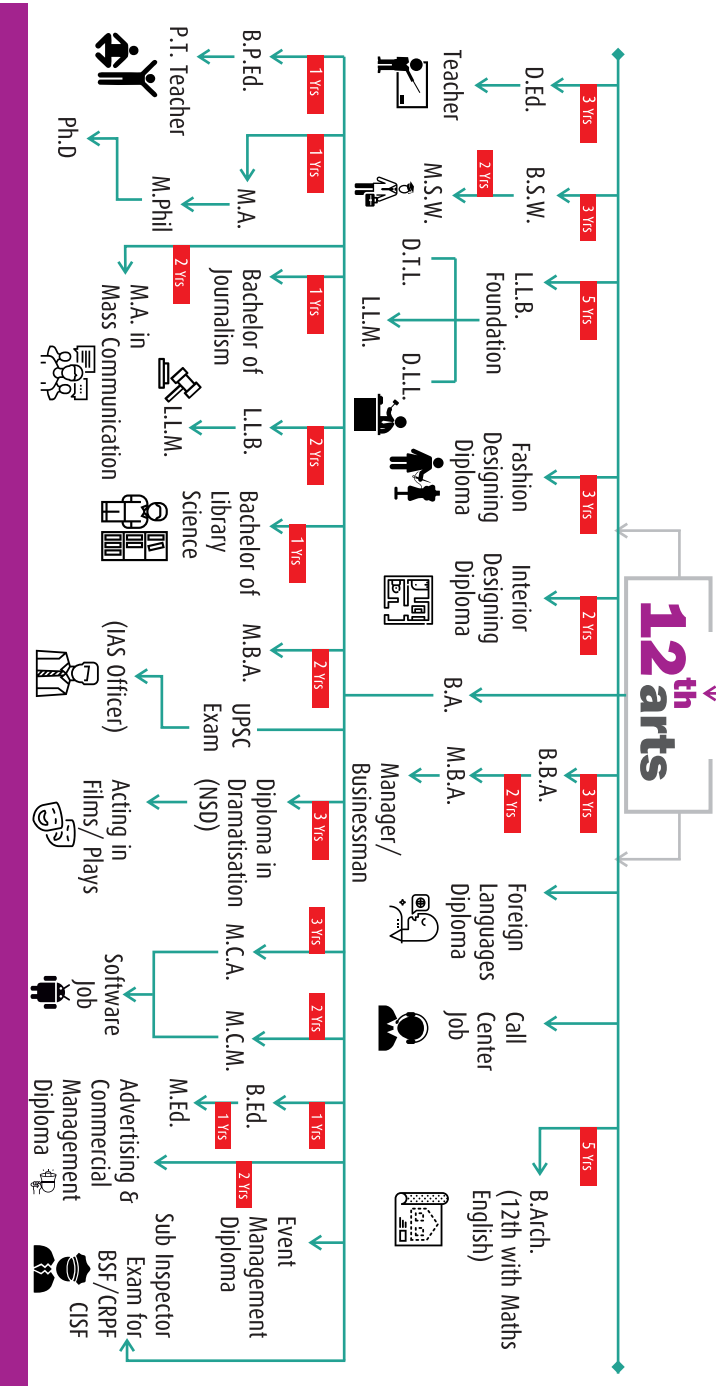 12th
arts
3 Yrs
D.Ed.
Teacher
3 Yrs
B.S.W.
2 Yrs
M.S.W.
5 Yrs
L.L.B.
Foundation
D.T.L.
D.L.L.
L.L.M.
3 Yrs
Fashion
Designing
Diploma
2 Yrs
Interior
Designing
Diploma
B.A.
3 Yrs
B.B.A.
2 Yrs
M.B.A.
Manager/
Businessman
Foreign
Languages
Diploma
Call
Center
Job
5 Yrs
B.Arch.
(12th with Maths
English)
1 Yrs
B.P.Ed.
P.T. Teacher
1 Yrs
M.A.
M.Phil
Ph.D
2 Yrs
M.A. in
Mass Communication
1 Yrs
Bachelor of
Journalism
2 Yrs
L.L.B.
L.L.M.
1 Yrs
Bachelor of
Library
Science
2 Yrs
M.B.A.
UPSC
Exam
(IAS Officer)
3 Yrs
Diploma in
Dramatisation
(NSD)
Acting in
Films/ Plays
3 Yrs
M.C.A.
2 Yrs
M.C.M.
Software
Job
1 Yrs
B.Ed.
1 Yrs
M.Ed.
2 Yrs
Advertising &
Commercial
Management
Diploma
Event
Management
Diploma
Sub Inspector
Exam for
BSF/CRPF
CISF